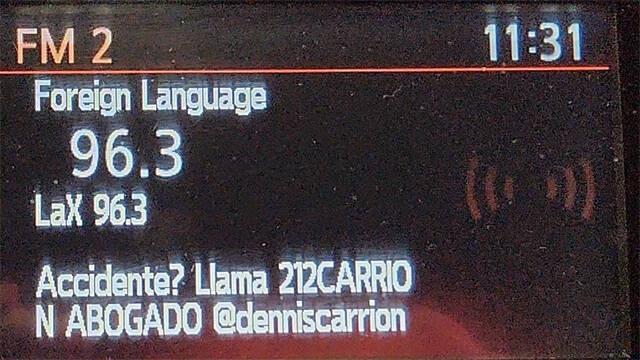 FM 2 11:31
Foreign Language
96.3
LaX 96.3
Accidente? Llama 212CARRIO
N ABOGADO @denniscarrion